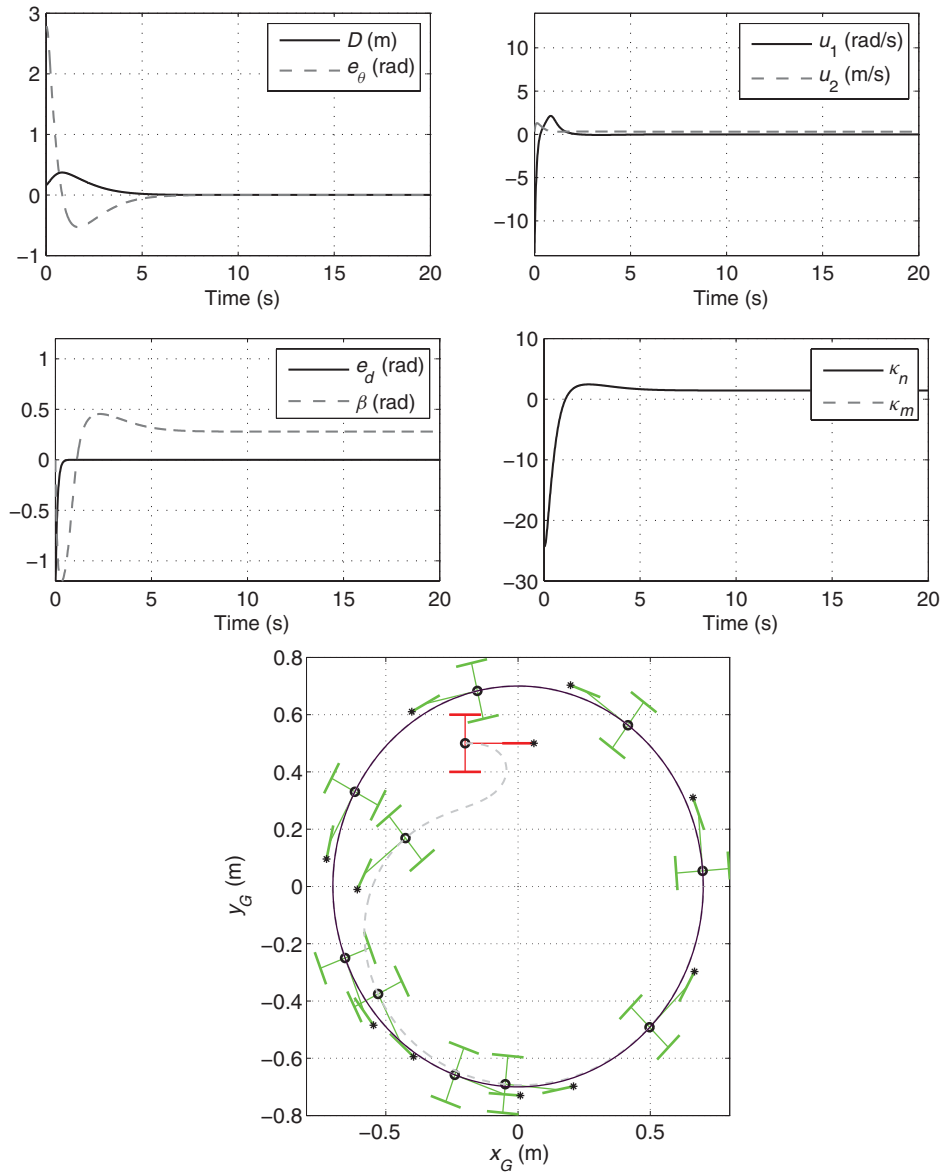 3
2
1
0
−1
D (m)
e_θ (rad)
0 5 10 15 20
Time (s)
10
5
0
−5
−10
u_1 (rad/s)
u_2 (m/s)
0 5 10 15 20
Time (s)
1
0.5
0
−0.5
−1
e_d (rad)
β (rad)
0 5 10 15 20
Time (s)
10
0
−10
−20
−30
κ_n
κ_m
0 5 10 15 20
Time (s)
0.8
0.6
0.4
0.2
0
−0.2
−0.4
−0.6
−0.8
y_G (m)
−0.5 0 0.5
x_G (m)